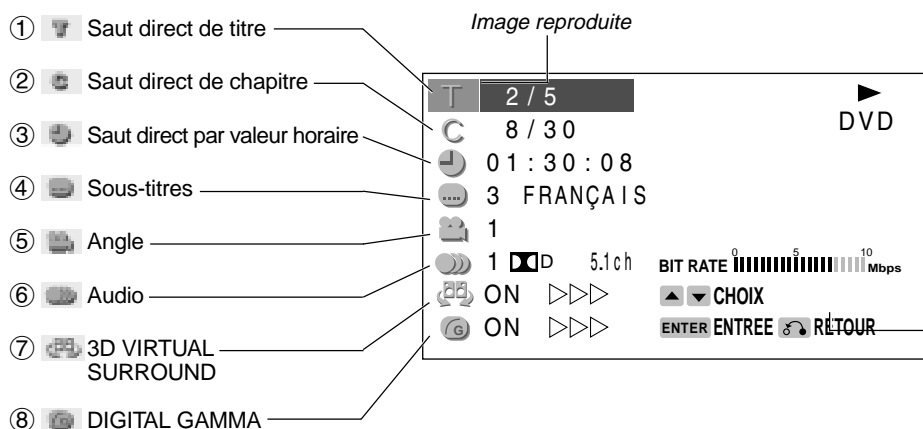 Image reproduite
① Saut direct de titre
② Saut direct de chapitre
③ Saut direct par valeur horaire
④ Sous-titres
⑤ Angle
⑥ Audio
⑦ 3D VIRTUAL
SURROUND
⑧ DIGITAL GAMMA
T 2 / 5
C 8 / 30
01:30:08
3 FRANÇAIS
1
1 D 5.1ch
ON
G ON
DVD
0 5 10
BIT RATE Mbps
CHOIX
ENTER ENTREE RETOUR